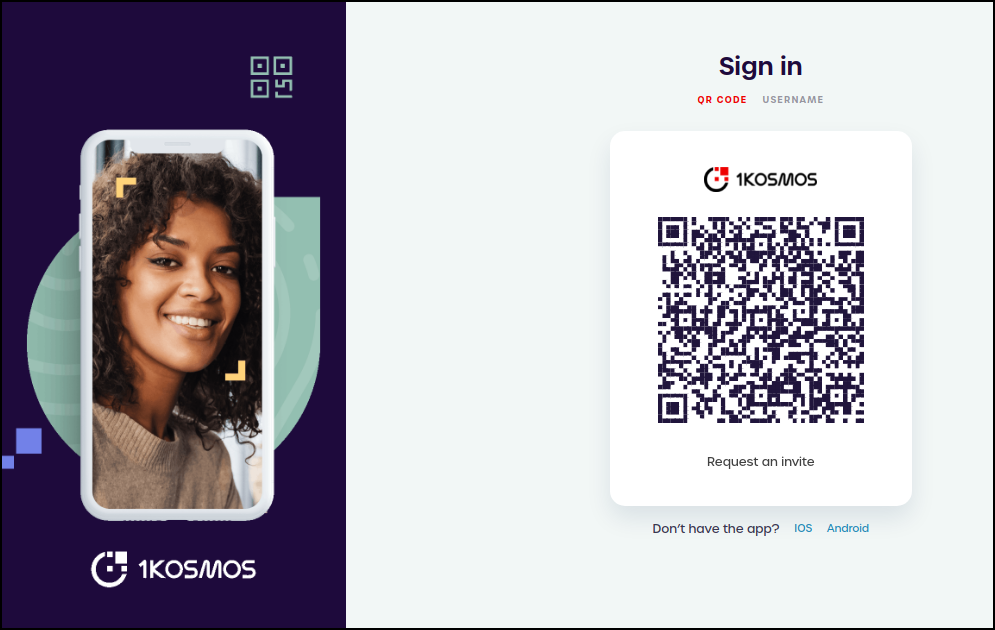 1KOSMOS
Sign in
QR CODE USERNAME
1KOSMOS
Request an invite
Don't have the app? IOS Android